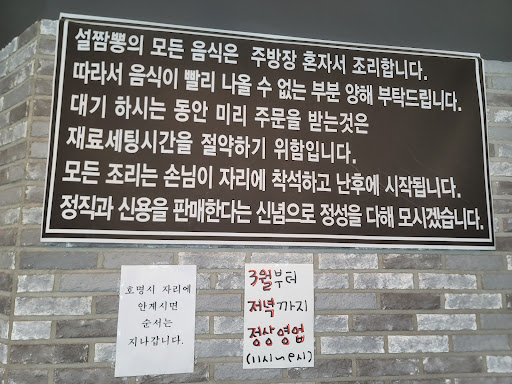 설짬뽕의 모든 음식은 주방장 혼자서 조리합니다.
따라서 음식이 빨리 나올 수 없는 부분 양해 부탁드립니다.
대기 하시는 동안 미리 주문을 받는것은
재료세팅시간을 절약하기 위함입니다.
모든 조리는 손님이 자리에 착석하고 난후에 시작됩니다.
정직과 신용을 판매한다는 신념으로 정성을 다해 모시겠습니다.
호명시 자리에
안계시면
순서는
지나갑니다.
3월부터
저녁까지
정상영업
(11시~9시)